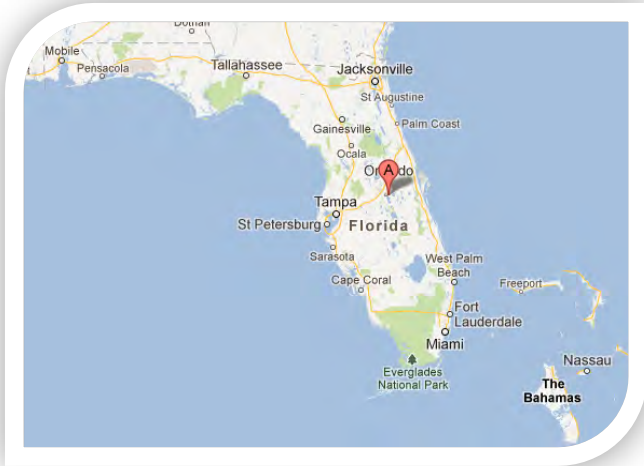 Dothan
Mobile
Pensacola
Tallahassee
Jacksonville
St Augustine
Gainesville
Palm Coast
Ocala
A
Tampa
St Petersburg
Florida
Sarasota
West Palm
Beach
Cape Coral
Freeport
Fort
Lauderdale
Miami
Everglades
National Park
Nassau
The
Bahamas